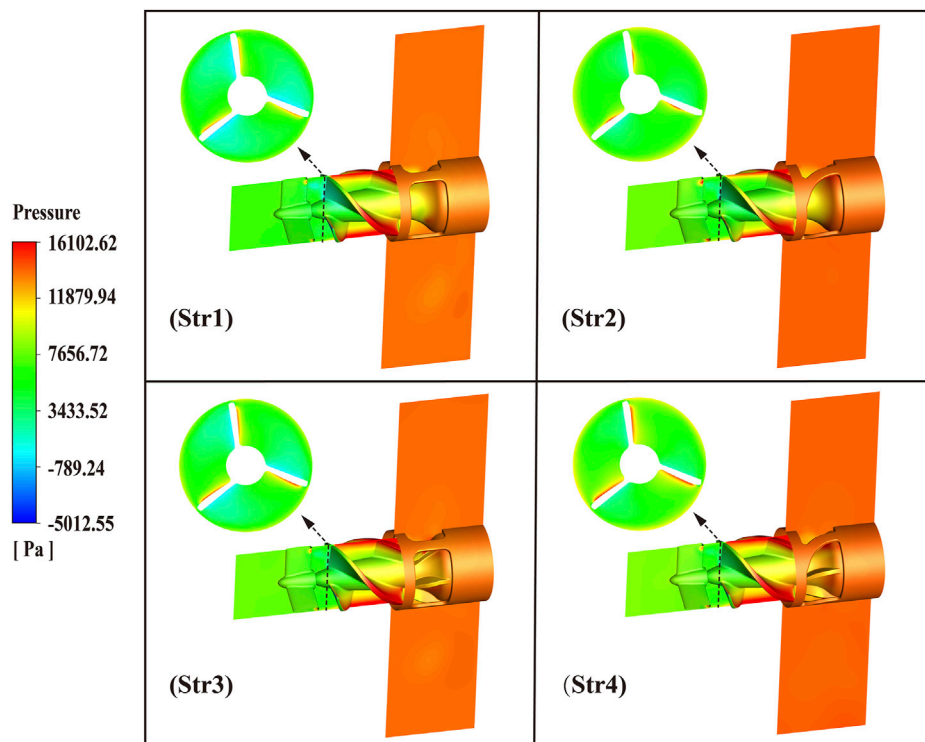 Pressure
16102.62
11879.94
7656.72
3433.52
-789.24
-5012.55
[ Pa ]
(Str1)
(Str2)
(Str3)
(Str4)